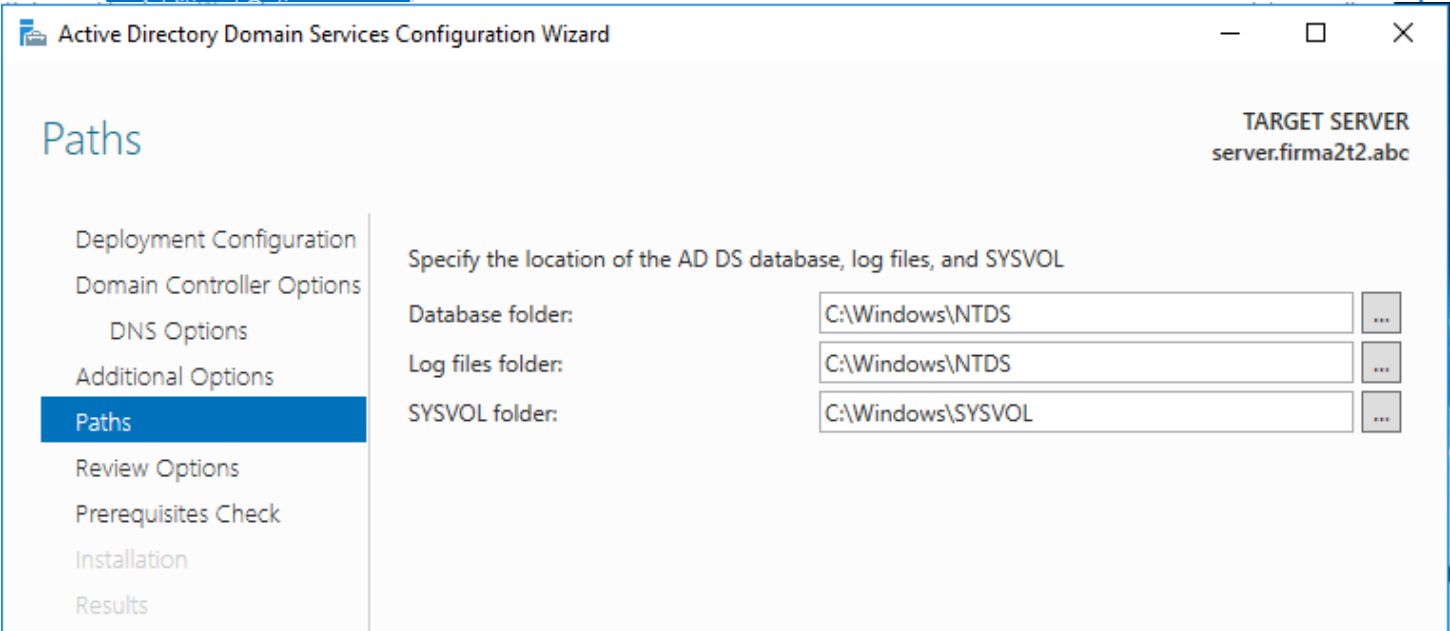 Active Directory Domain Services Configuration Wizard
Paths
TARGET SERVER
server.firma2t2.abc
Deployment Configuration
Domain Controller Options
DNS Options
Additional Options
Paths
Review Options
Prerequisites Check
Installation
Results
Specify the location of the AD DS database, log files, and SYSVOL
Database folder: C:\Windows\NTDS ...
Log files folder: C:\Windows\NTDS ...
SYSVOL folder: C:\Windows\SYSVOL ...